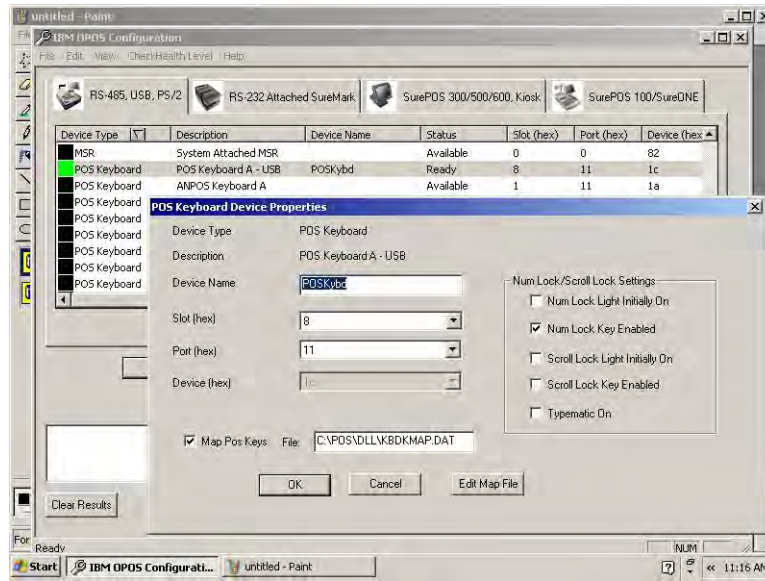 untitled - Paint
IBM OPOS Configuration
File Edit View CheckHealth Level Help
RS-485, USB, PS/2 RS-232 Attached SureMark SurePOS 300/500/600, Kiosk SurePOS 100/SureONE
Device Type Description Device Name Status Slot (hex) Port (hex) Device (hex
MSR System Attached MSR Available 0 0 82
POS Keyboard POS Keyboard A - USB POSKybd Ready 8 11 1c
POS Keyboard ANPOS Keyboard A Available 1 11 1a
POS Keyboard
POS Keyboard
POS Keyboard
POS Keyboard
POS Keyboard
POS Keyboard Device Properties
Device Type POS Keyboard
Description POS Keyboard A - USB
Device Name POSKybd
Slot (hex) 8
Port (hex) 11
Device (hex) 1c
Num Lock/Scroll Lock Settings
Num Lock Light Initially On
Num Lock Key Enabled
Scroll Lock Light Initially On
Scroll Lock Key Enabled
Typematic On
Map Pos Keys File: C:\POS\DLL\KBDKMAP.DAT
OK Cancel Edit Map File
Clear Results
For
Ready NUM
Start IBM OPOS Configurati... untitled - Paint « 11:16 AM